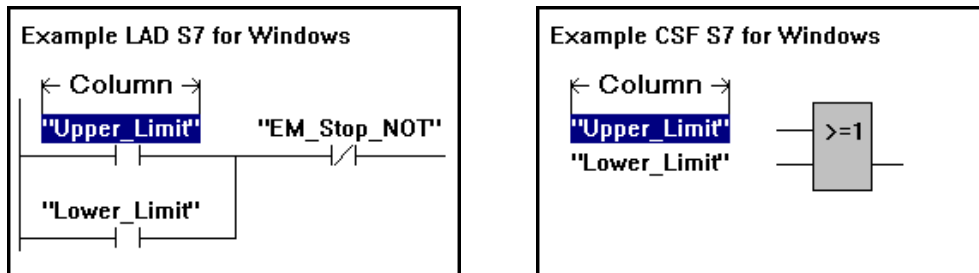 Example LAD S7 for Windows
Column
"Upper_Limit" "EM_Stop_NOT"
"Lower_Limit"
Example CSF S7 for Windows
Column
"Upper_Limit" >=1
"Lower_Limit"